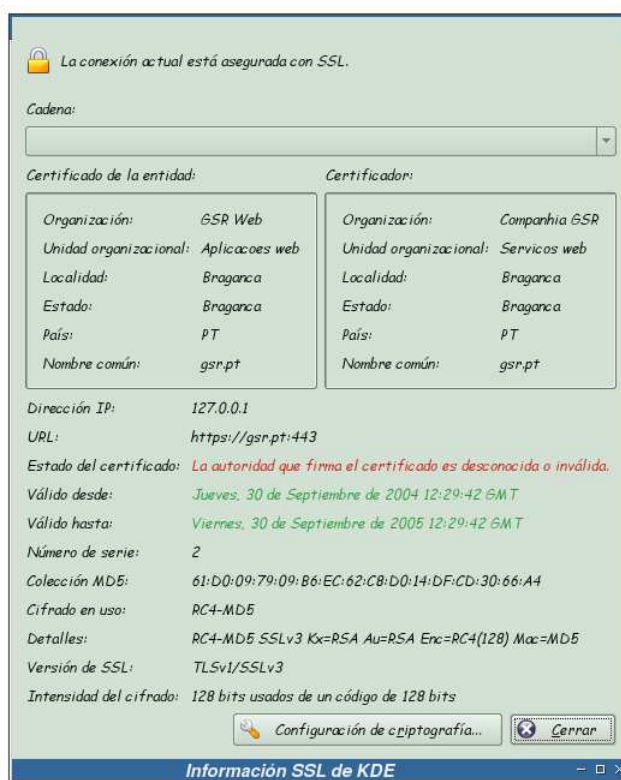 La conexión actual está asegurada con SSL.
Cadena:
Certificado de la entidad:
Organización: GSR Web
Unidad organizacional: Aplicacoes web
Localidad: Braganca
Estado: Braganca
País: PT
Nombre común: gsr.pt
Certificador:
Organización: Companhia GSR
Unidad organizacional: Servicos web
Localidad: Braganca
Estado: Braganca
País: PT
Nombre común: gsr.pt
Dirección IP: 127.0.0.1
URL: https://gsr.pt:443
Estado del certificado: La autoridad que firma el certificado es desconocida o inválida.
Válido desde: Jueves, 30 de Septiembre de 2004 12:29:42 GMT
Válido hasta: Viernes, 30 de Septiembre de 2005 12:29:42 GMT
Número de serie: 2
Colección MD5: 61:D0:09:79:09:B6:EC:62:C8:D0:14:DF:CD:30:66:A4
Cifrado en uso: RC4-MD5
Detalles: RC4-MD5 SSLv3 Kx=RSA Au=RSA Enc=RC4(128) Mac=MD5
Versión de SSL: TLSv1/SSLv3
Intensidad del cifrado: 128 bits usados de un código de 128 bits
Configuración de criptografía... Cerrar
Información SSL de KDE